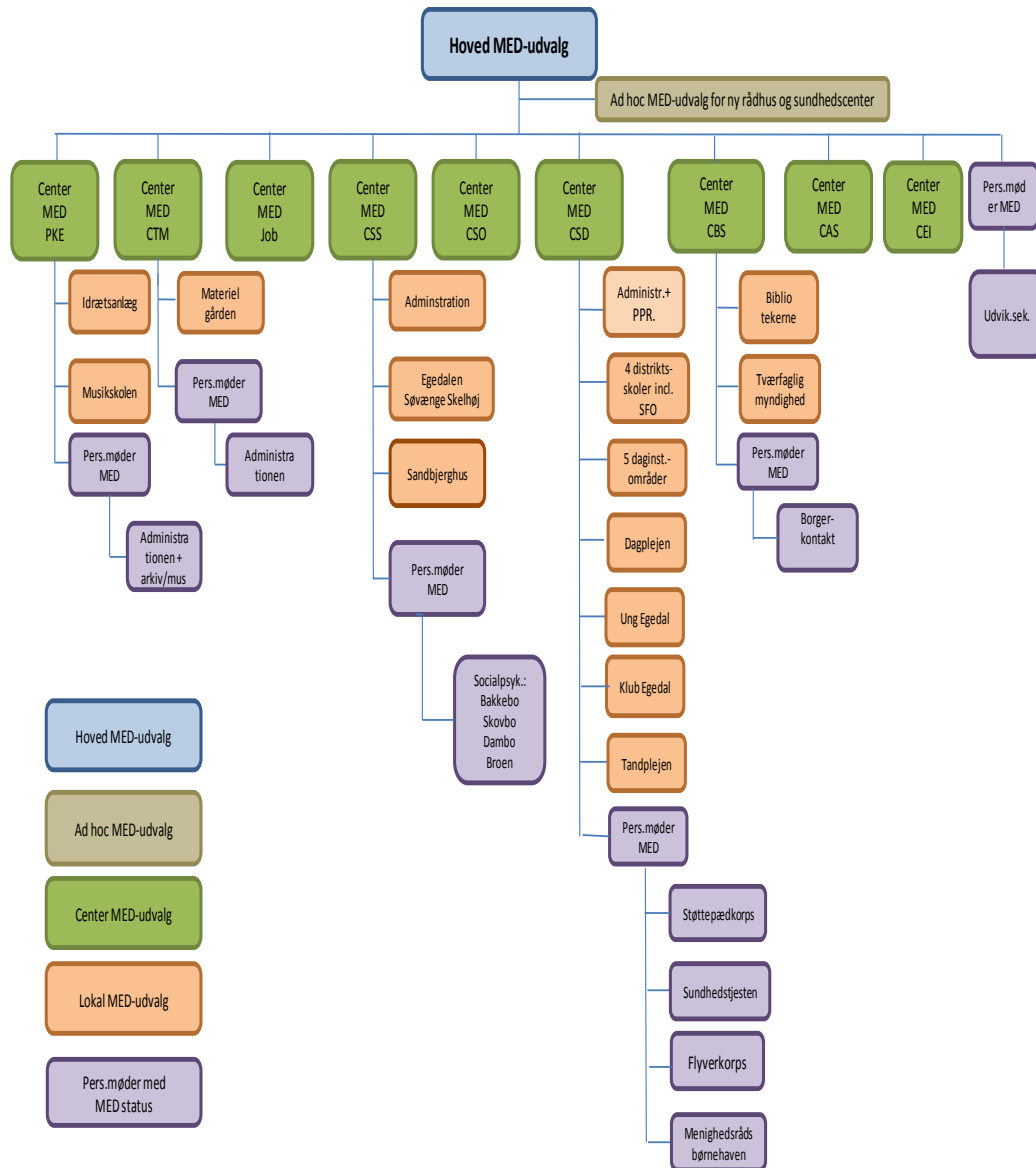 Hoved MED-udvalg
Ad hoc MED-udvalg for ny rådhus og sundhedscenter
Center
MED
PKE
Center
MED
CTM
Center
MED
Job
Center
MED
CSS
Center
MED
CSO
Center
MED
CSD
Center
MED
CBS
Center
MED
CAS
Center
MED
CEI
Pers.mød
er MED
Idrætsanlæg
Musikskolen
Pers.møder
MED
Administra
tionen +
arkiv/mus
Materiel
gården
Pers.møder
MED
Administra
tionen
Adminstration
Egedalen
Søvænge Skelhøj
Sandbjerghus
Pers.møder
MED
Socialpsyk.:
Bakkebo
Skovbo
Dambo
Broen
Administr.+
PPR.
4 distrikts-
skoler incl.
SFO
5 daginst.-
områder
Dagplejen
Ung Egedal
Klub Egedal
Tandplejen
Pers.møder
MED
Støttepædkorps
Sundhedstjesten
Flyverkorps
Menighedsråds
børnehaven
Biblio
tekerne
Tværfaglig
myndighed
Pers.møder
MED
Borger-
kontakt
Udvik.sek.
Hoved MED-udvalg
Ad hoc MED-udvalg
Center MED-udvalg
Lokal MED-udvalg
Pers.møder med
MED status